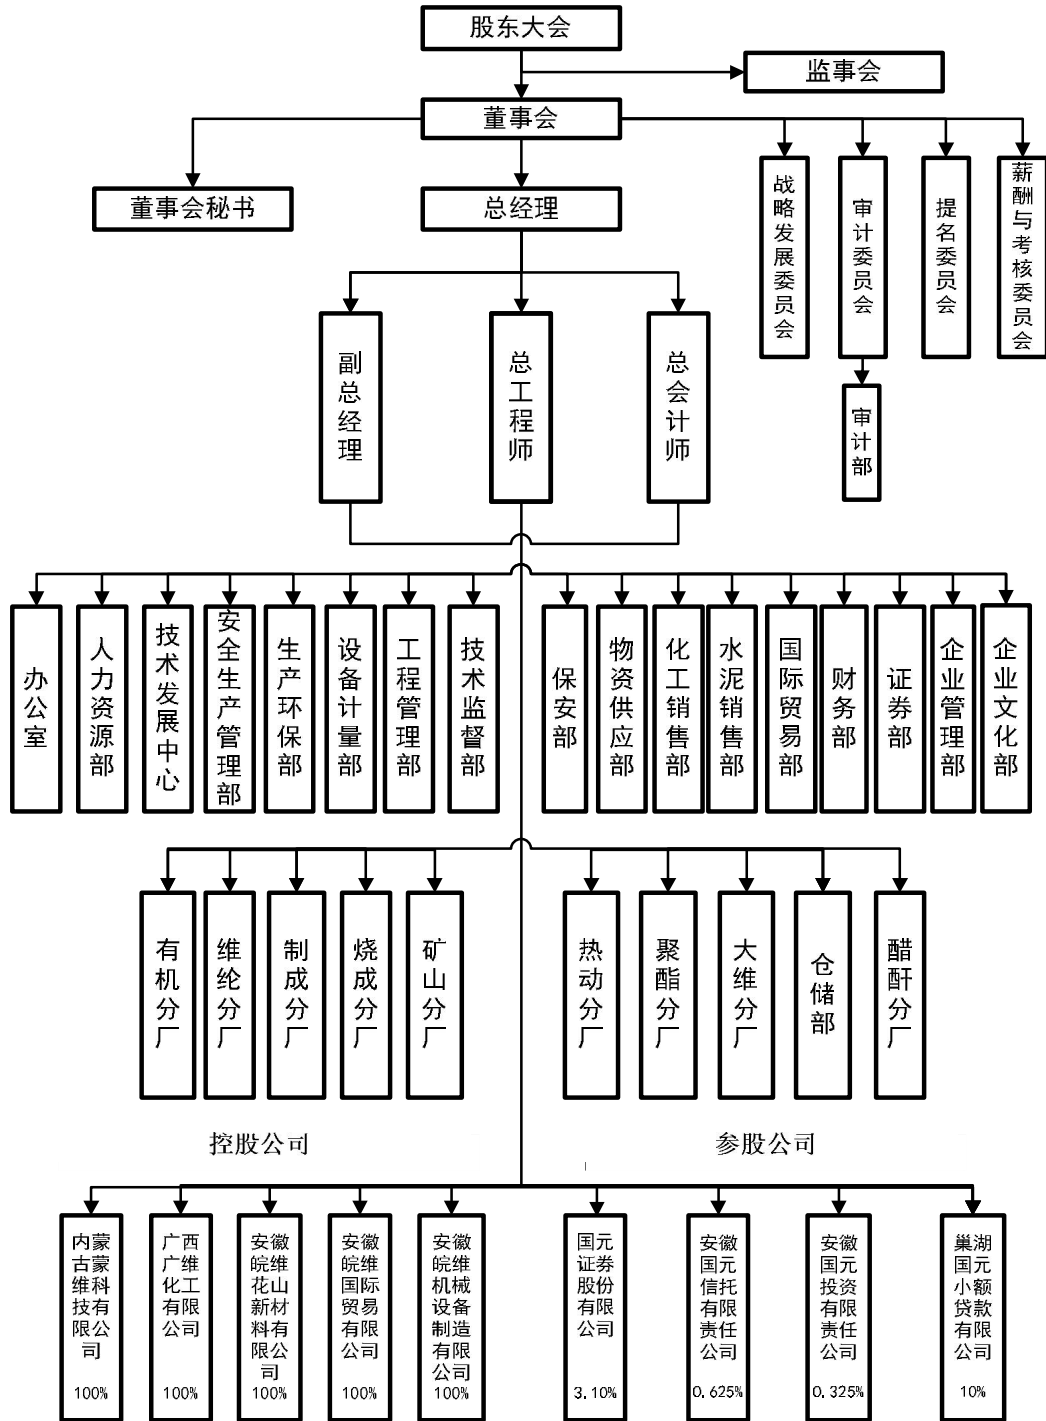 股东大会
监事会
董事会
董事会秘书
总经理
战略发展委员会
审计委员会
提名委员会
薪酬与考核委员会
副总经理
总工程师
总会计师
审计部
办公室
人力资源部
技术发展中心
安全生产管理部
生产环保部
设备计量部
工程管理部
技术监督部
保安部
物资供应部
化工销售部
水泥销售部
国际贸易部
财务部
证券部
企业管理部
企业文化部
有机分厂
维纶分厂
制成分厂
烧成分厂
矿山分厂
热动分厂
聚酯分厂
大维分厂
仓储部
醋酐分厂
控股公司
参股公司
内蒙
古蒙
维科
技有
限公
司
100%
广西
广维
化工
有限
公司
100%
安徽
皖维
花山
新材
料有
限公
司
100%
安徽
皖维
国际
贸易
有限
公司
100%
安徽
皖维
机械
设备
制造
有限
公司
100%
国元
证券
股份
有限
公司
3.10%
安徽
国元
信托
有限
责任
公司
0.625%
安徽
国元
投资
有限
责任
公司
0.325%
巢湖
国元
小额
贷款
有限
公司
10%